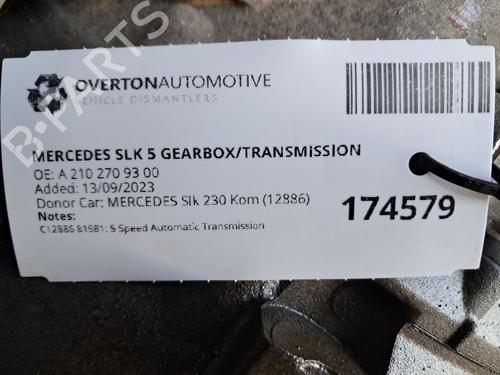 OVERTONAUTOMOTIVE
VEHICLE DISMANTLERS
B-PARTS
MERCEDES SLK 5 GEARBOX/TRANSMISSION
OE: A 210 270 93 00
Added: 13/09/2023
Donor Car: MERCEDES Slk 230 Kom (12886)
174579
Notes:
C12886 81981: 5 Speed Automatic Transmission